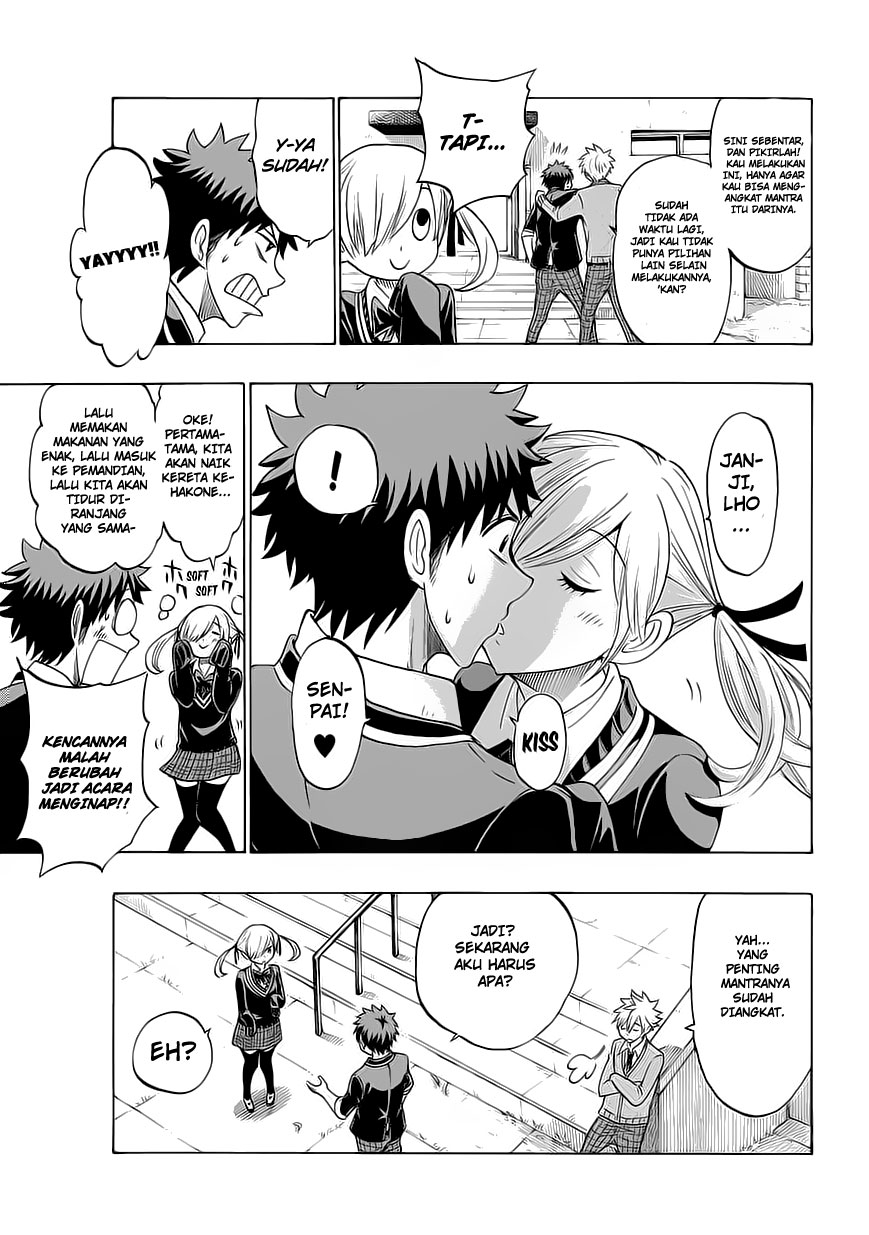 SINI SEBENTAR,
DAN PIKIRLAH!
KAU MELAKUKAN
INI, HANYA AGAR
KAU BISA MENG-
ANGKAT MANTRA
ITU DARINYA.
SUDAH
TIDAK ADA
WAKTU LAGI,
JADI KAU TIDAK
PUNYA PILIHAN
LAIN SELAIN
MELAKUKANNYA,
'KAN?
T-
TAPI...
Y-YA
SUDAH!
YAYYYY!!
JAN-
JI,
LHO
...
KISS
!
SEN-
PAI!
♥
OKE!
PERTAMA-
TAMA, KITA
AKAN NAIK
KERETA KE-
HAKONE...
LALU
MEMAKAN
MAKANAN YANG
ENAK, LALU MASUK
KE PEMANDIAN,
LALU KITA AKAN
TIDUR DI-
RANJANG
YANG SAMA-
ホク
ホク
SOFT
SOFT
KENCANNYA
MALAH
BERUBAH
JADI ACARA
MENGINAP!!
YAH...
YANG
PENTING
MANTRANYA
SUDAH
DIANGKAT.
JADI?
SEKARANG
AKU HARUS
APA?
EH?